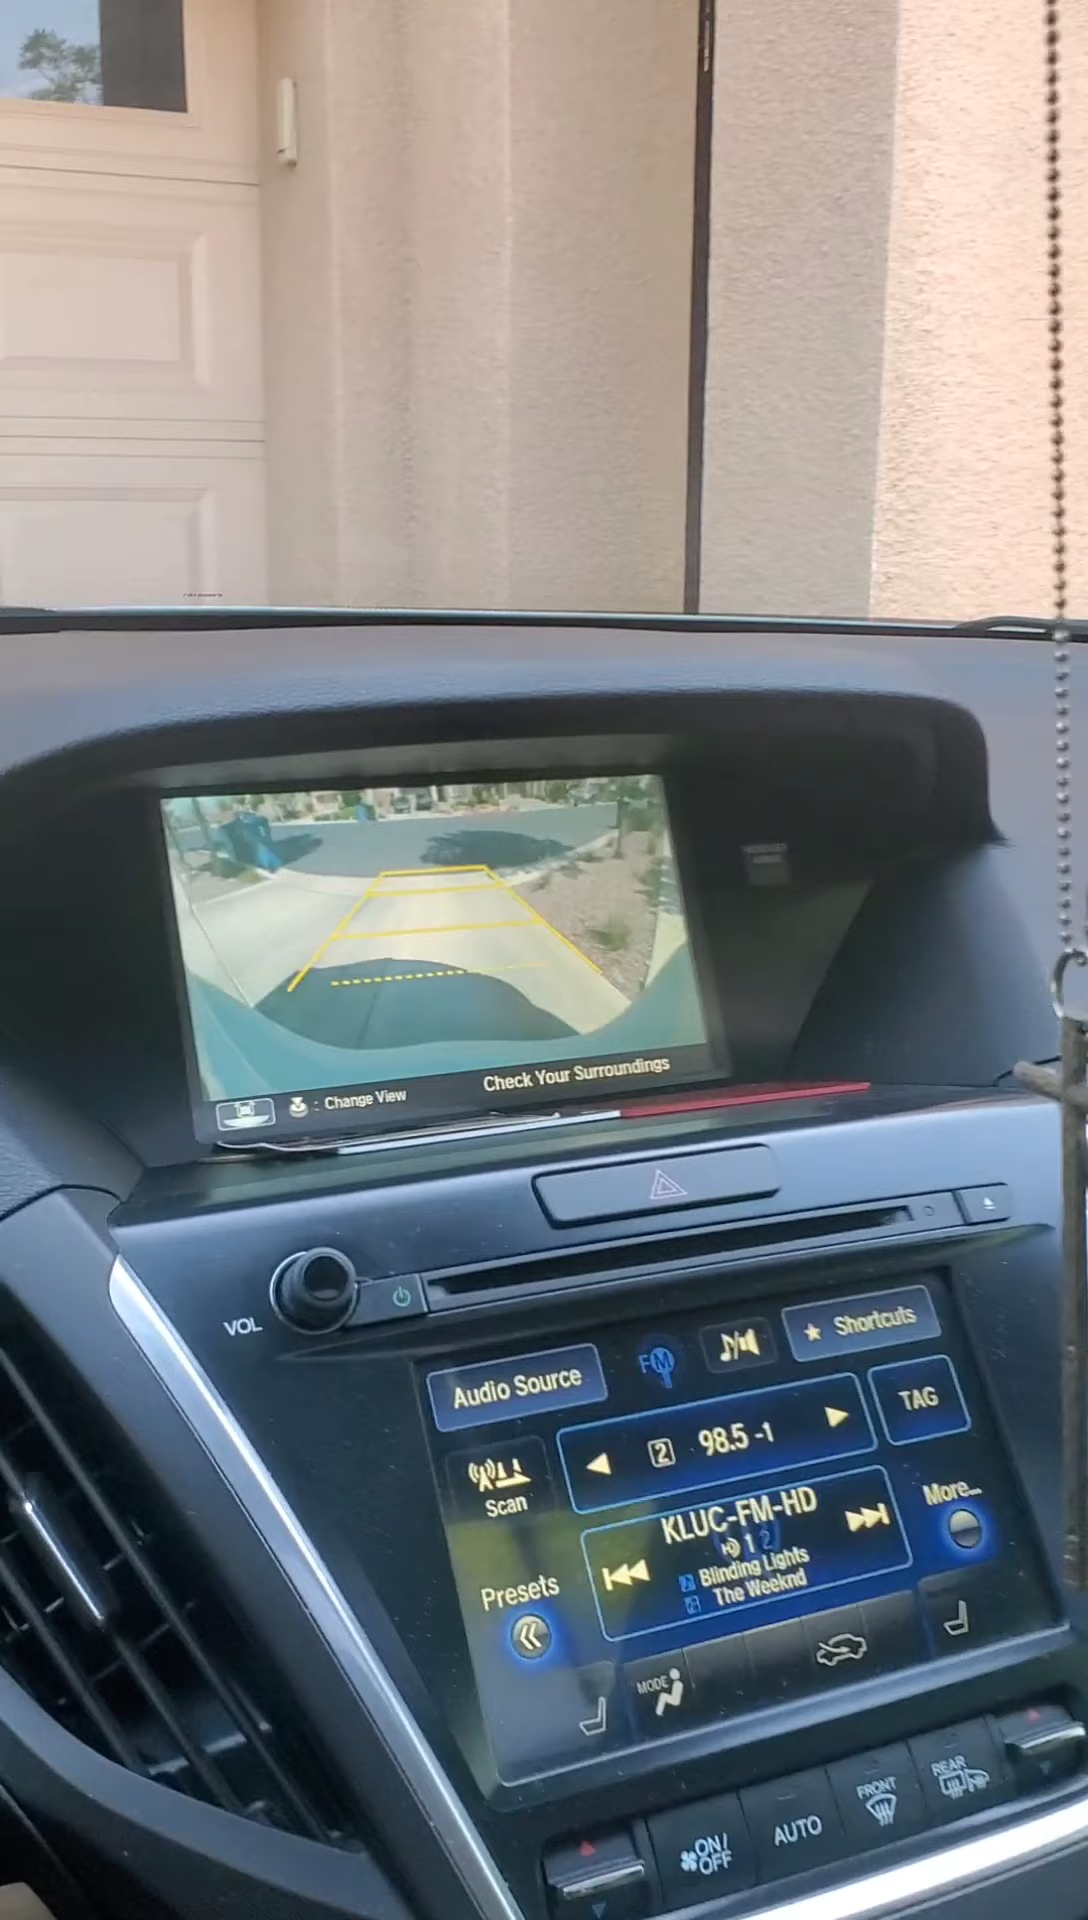 Check Your Surroundings
: Change View
VOL
Audio Source
FM
Shortcuts
2
98.5 -1
TAG
Scan
KLUC-FM-HD
1 2
More...
Blinding Lights
The Weeknd
Presets
MODE
ON/
OFF
AUTO
FRONT
REAR